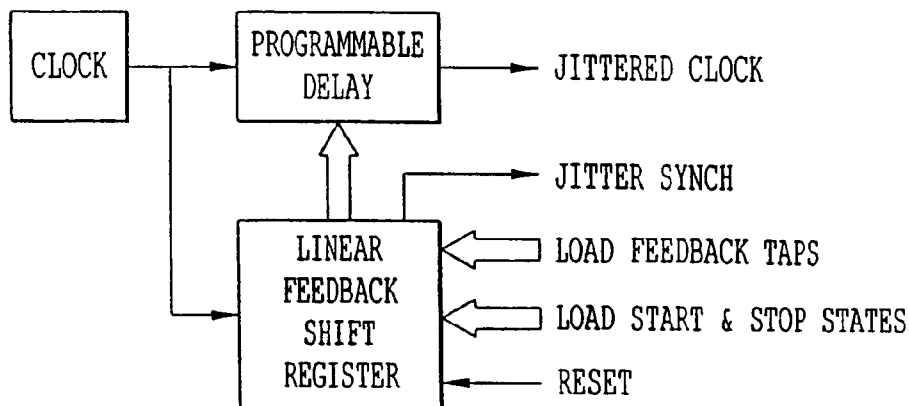 CLOCK
PROGRAMMABLE
DELAY
JITTERED CLOCK
JITTER SYNCH
LINEAR
FEEDBACK
SHIFT
REGISTER
LOAD FEEDBACK TAPS
LOAD START & STOP STATES
RESET